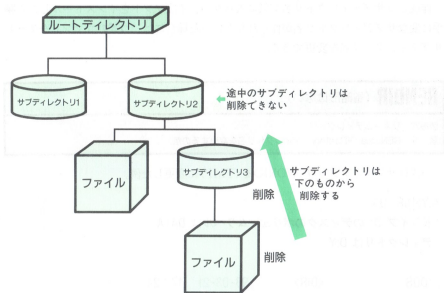 ルートディレクトリ
サブディレクトリ1
サブディレクトリ2
途中のサブディレクトリは
削除できない
ファイル
サブディレクトリ3
削除
サブディレクトリは
下のものから
削除する
ファイル
削除